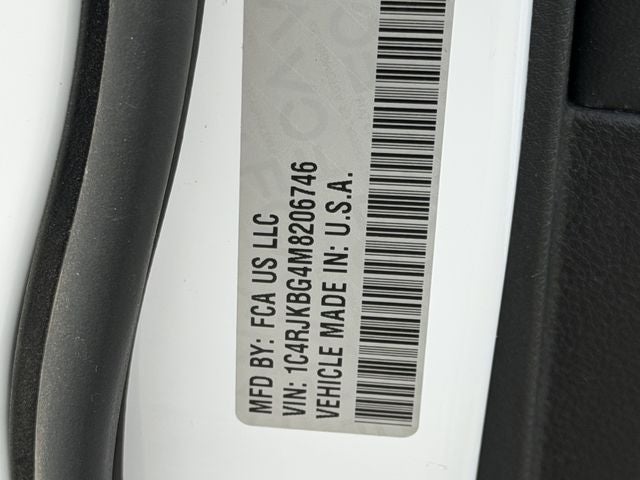 MFD BY: FCA US LLC
VIN: 1C4RJKBG4M8206746
VEHICLE MADE IN: U.S.A.